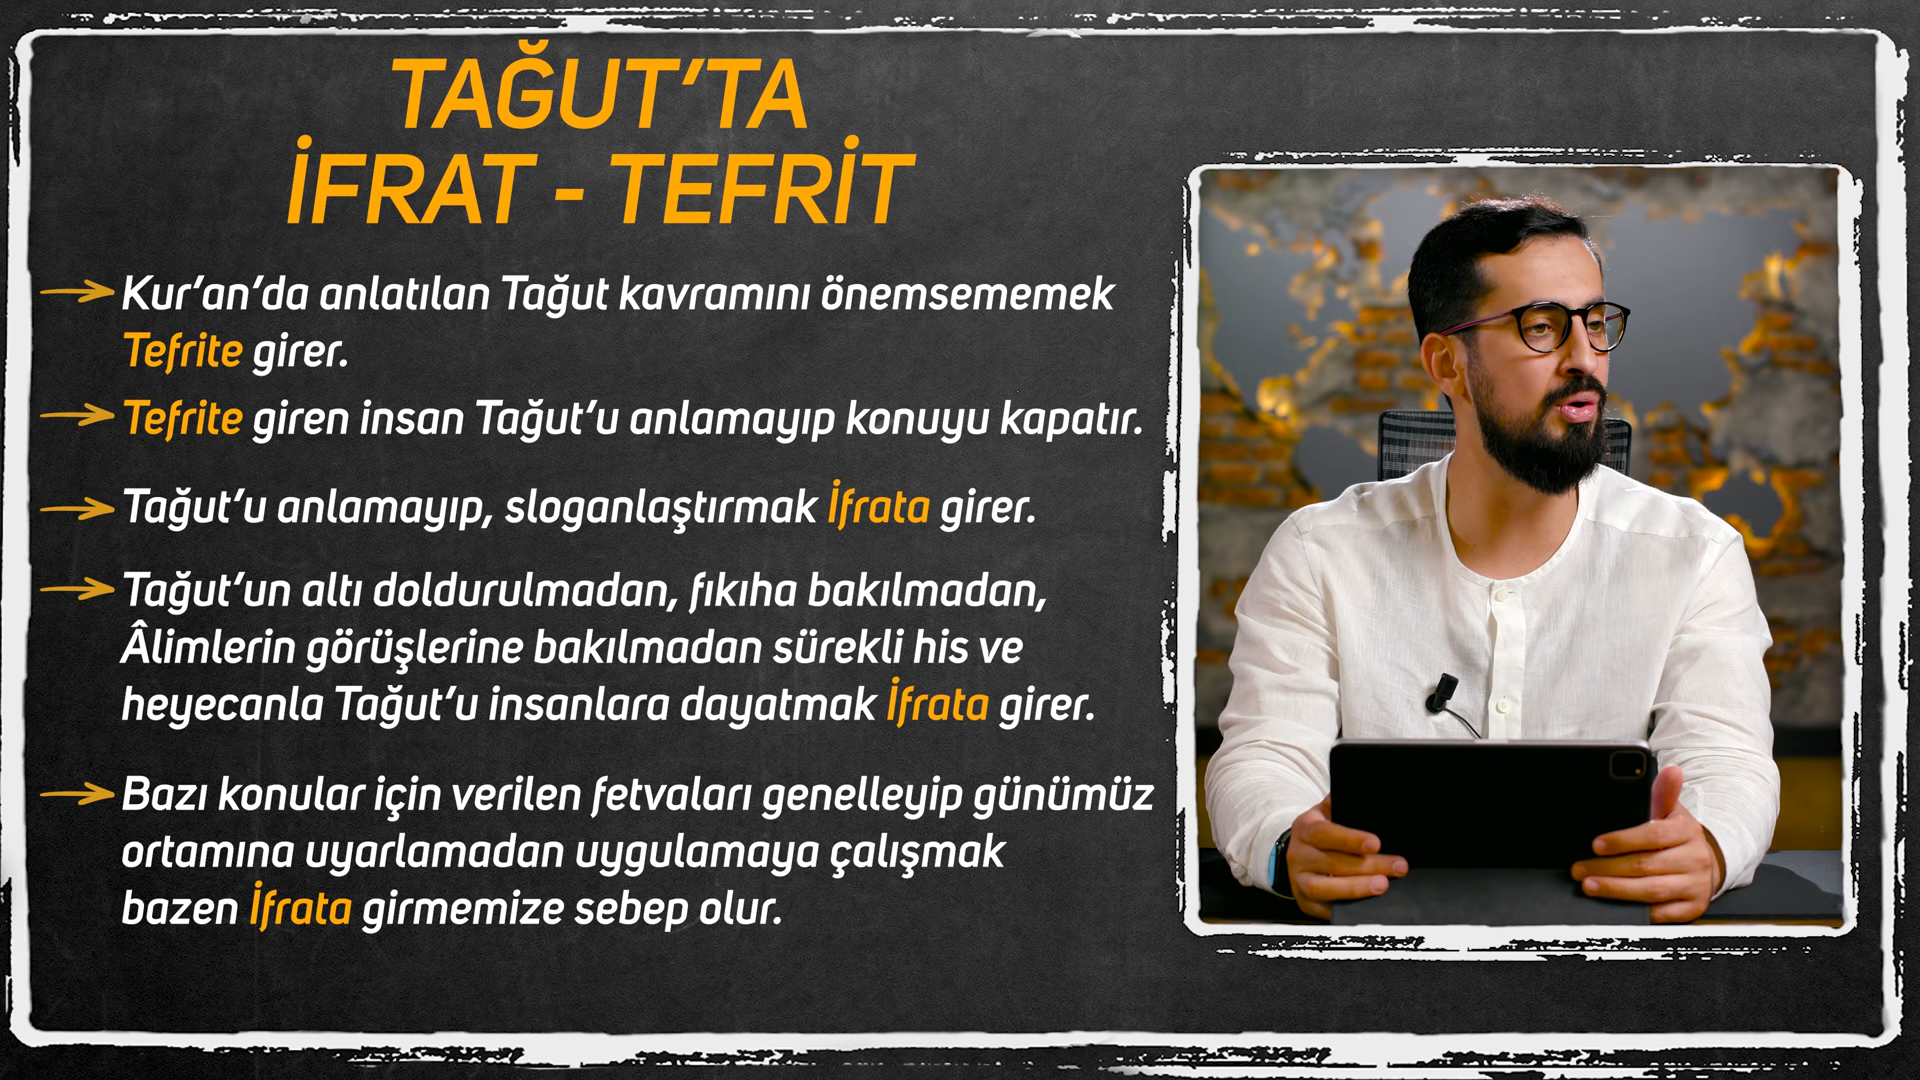 TAĞUT'TA
İFRAT - TEFRİT
Kur'an'da anlatılan Tağut kavramını önemsememek
Tefrite girer.
Tefrite giren insan Tağut'u anlamayıp konuyu kapatır.
Tağut'u anlamayıp, sloganlaştırmak İfrata girer.
Tağut'un altı doldurulmadan, fıkıha bakılmadan,
Âlimlerin görüşlerine bakılmadan sürekli his ve
heyecanla Tağut'u insanlara dayatmak İfrata girer.
Bazı konular için verilen fetvaları genelleyip günümüz
ortamına uyarlamadan uygulamaya çalışmak
bazen İfrata girmemize sebep olur.